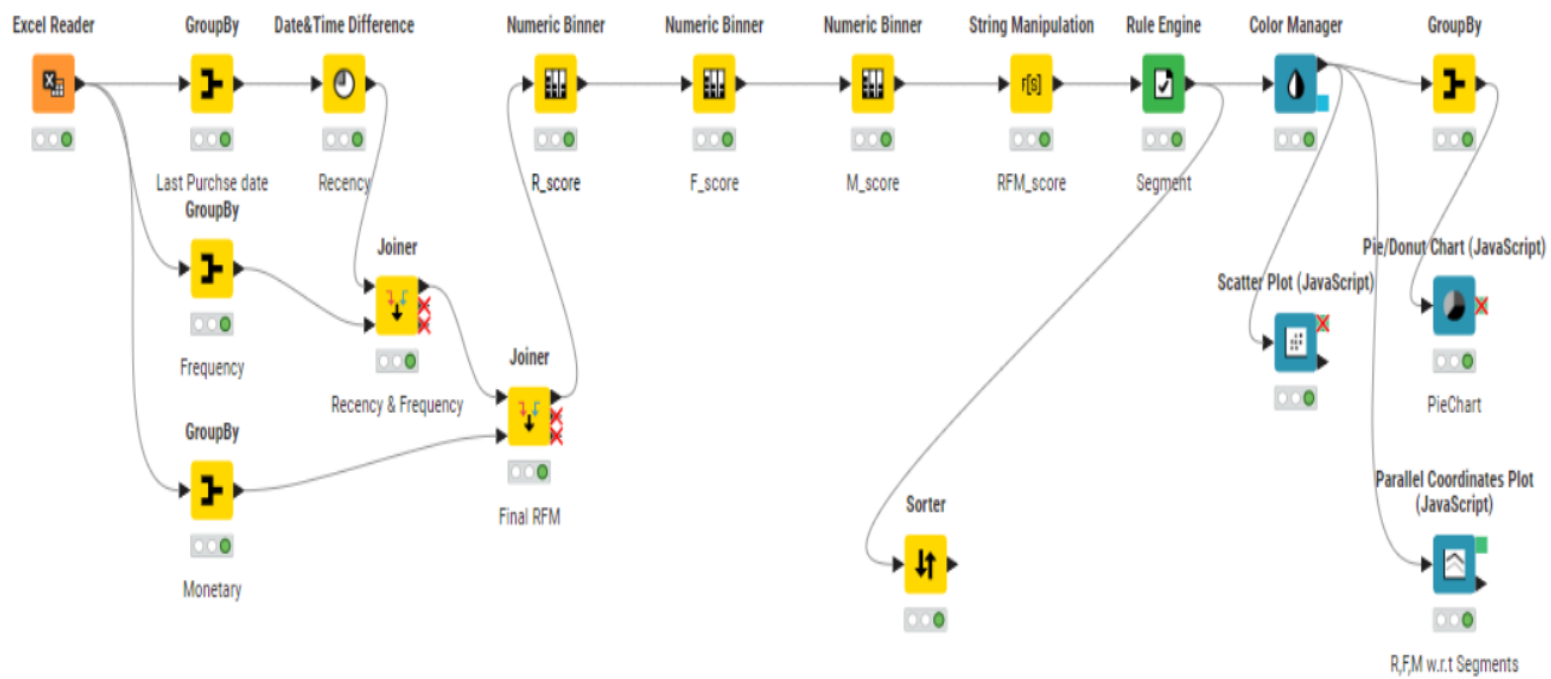 Excel Reader
GroupBy
Date&Time Difference
Numeric Binner
Numeric Binner
Numeric Binner
String Manipulation
Rule Engine
Color Manager
GroupBy
r[s]
Last Purchse date
Recency
R_score
F_score
M_score
RFM_score
Segment
GroupBy
Joiner
Pie/Donut Chart (JavaScript)
Scatter Plot (JavaScript)
Frequency
Joiner
Recency & Frequency
PieChart
GroupBy
Parallel Coordinates Plot
(JavaScript)
Sorter
Final RFM
Monetary
R,F,M w.r.t Segments